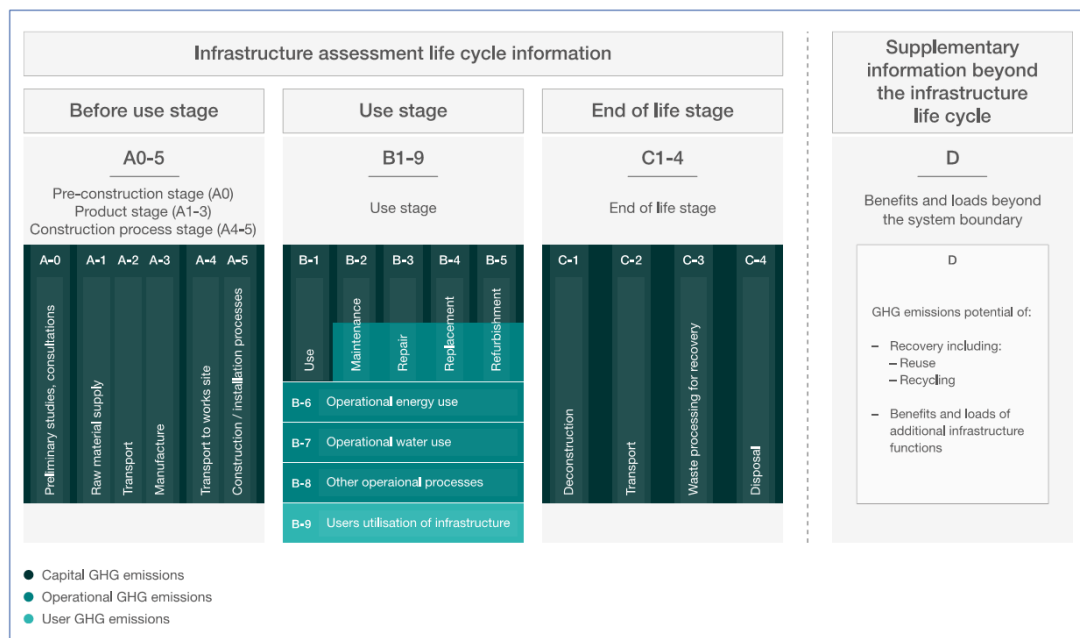 Infrastructure assessment life cycle information
Supplementary
information beyond
the infrastructure
life cycle
Before use stage
Use stage
End of life stage
A0-5
Pre-construction stage (A0)
Product stage (A1-3)
Construction process stage (A4-5)
B1-9
Use stage
C1-4
End of life stage
D
Benefits and loads beyond
the system boundary
A-0
A-1
A-2
A-3
A-4
A-5
Preliminary studies, consultations
Raw material supply
Transport
Manufacture
Transport to works site
Construction / installation processes
B-1
B-2
B-3
B-4
B-5
Use
Maintenance
Repair
Replacement
Refurbishment
B-6 Operational energy use
B-7 Operational water use
B-8 Other operaional processes
B-9 Users utilisation of infrastructure
C-1
C-2
C-3
C-4
Deconstruction
Transport
Waste processing for recovery
Disposal
D
GHG emissions potential of:
– Recovery including:
– Reuse
– Recycling
– Benefits and loads of
additional infrastructure
functions
Capital GHG emissions
Operational GHG emissions
User GHG emissions